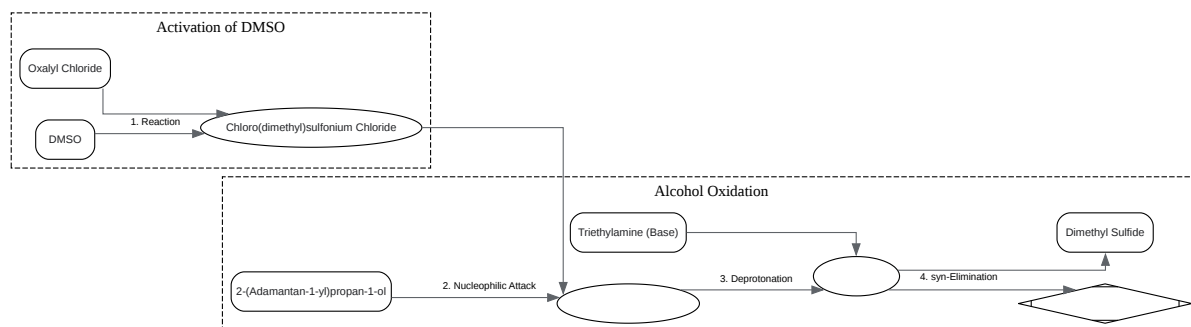 Activation of DMSO
Oxalyl Chloride
1. Reaction
DMSO
Chloro(dimethyl)sulfonium Chloride
Alcohol Oxidation
Triethylamine (Base)
Dimethyl Sulfide
2-(Adamantan-1-yl)propan-1-ol
2. Nucleophilic Attack
3. Deprotonation
4. syn-Elimination